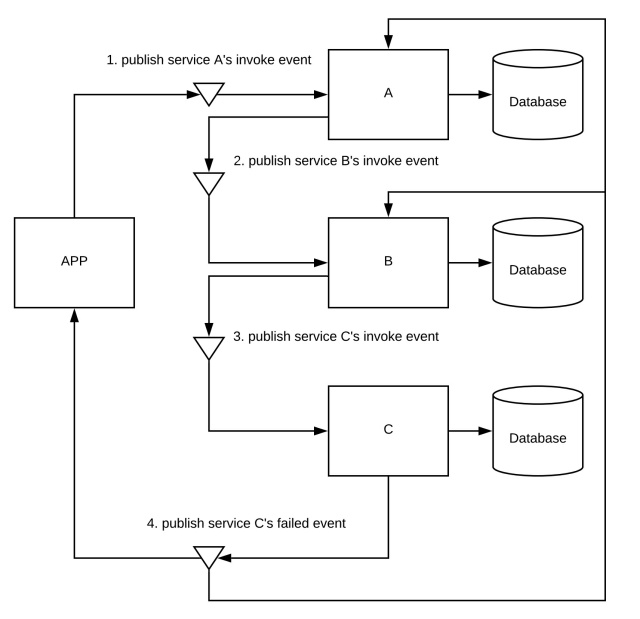 1. publish service A's invoke event
A
Database
2. publish service B's invoke event
APP
B
Database
3. publish service C's invoke event
C
Database
4. publish service C's failed event